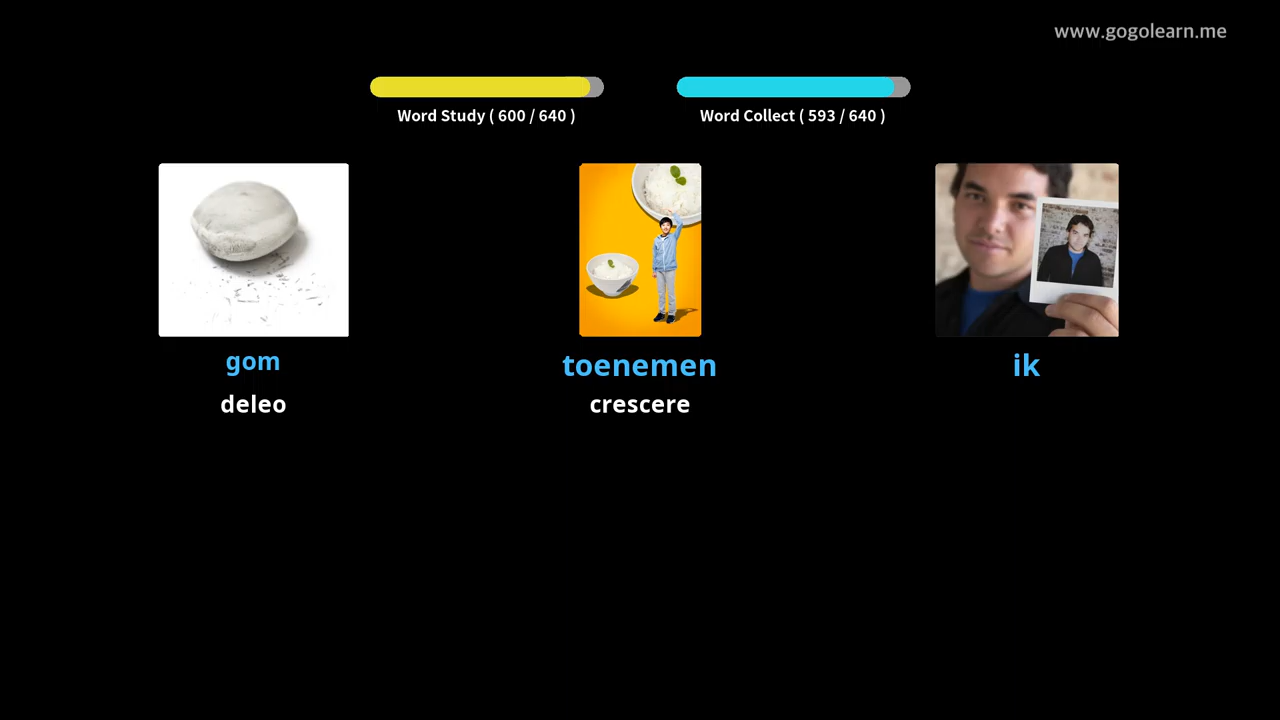 www.gogolearn.me
Word Study ( 600 / 640 )
Word Collect ( 593 / 640 )
gom
toenemen
ik
deleo
crescere